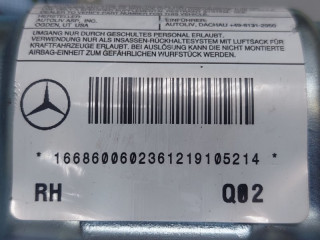 HERSTELLER:
AUTOLIV ASP, INC.
OGDEN, UT, USA
EINFÜHRER:
AUTOLIV, DACHAU
UMGANG NUR DURCH GESCHULTES PERSONAL ERLAUBT.
VERWENDUNG NUR ALS INSASSEN-RÜCKHALTESYSTEM MIT LUFTSACK FÜR
KRAFTFAHRZEUGE ERLAUBT. BEI AUSLÖSUNG KANN DIE NICHT MONTIERTE
AIRBAG-EINHEIT ZUM GEFÄHRLICHEN WURFSTÜCK WERDEN.
* 1668600602361219105214 *
RH
Q02